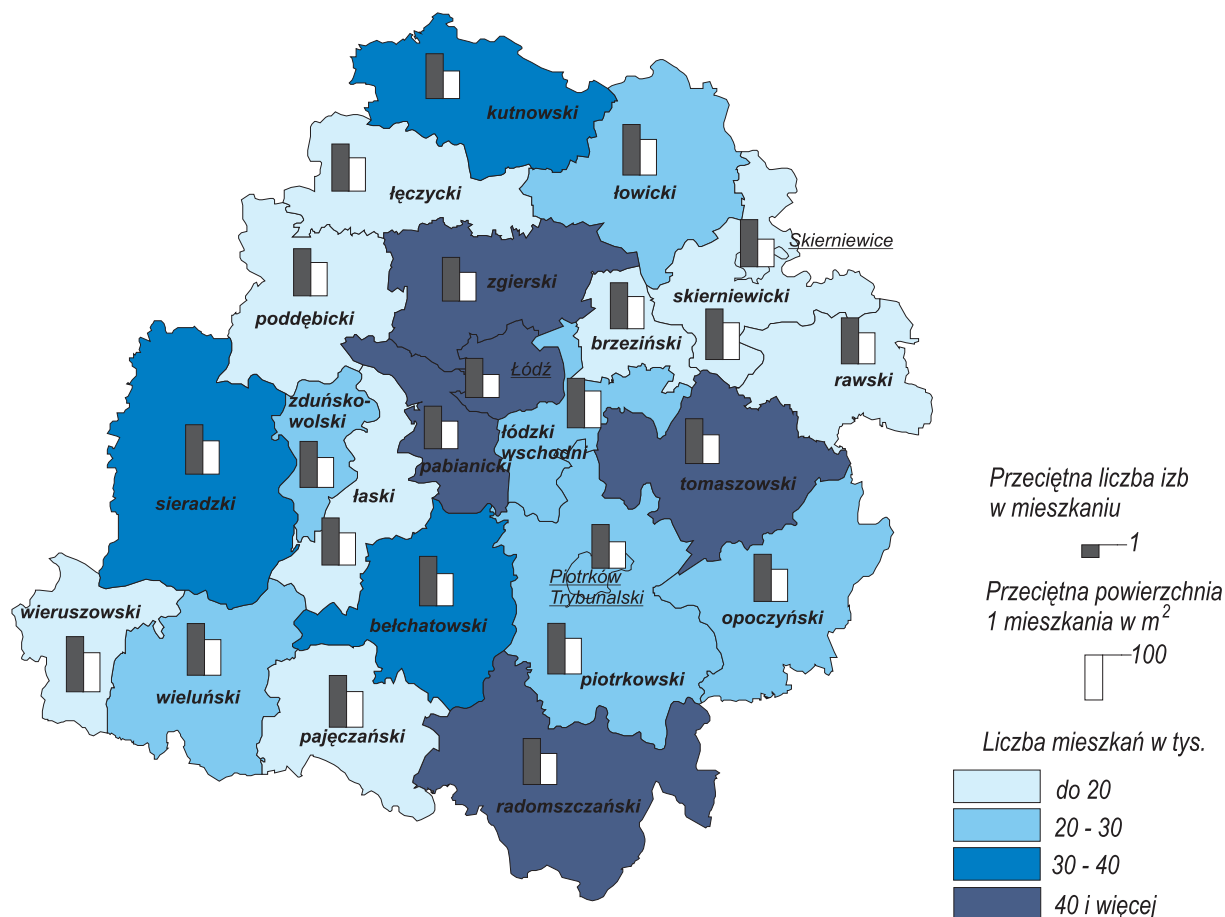 kutnowski
łęczycki
łowicki
Skierniewice
zgierski
skierniewicki
poddębicki
brzeziński
rawski
Łódź
zduńsko-
wolski
łódzki
wschodni
pabianicki
tomaszowski
sieradzki
łaski
Przeciętna liczba izb
w mieszkaniu
1
Piotrków
Trybunalski
Przeciętna powierzchnia
1 mieszkania w m²
100
wieruszowski
bełchatowski
opoczyński
wieluński
piotrkowski
pajęczański
radomszczański
Liczba mieszkań w tys.
do 20
20 - 30
30 - 40
40 i więcej